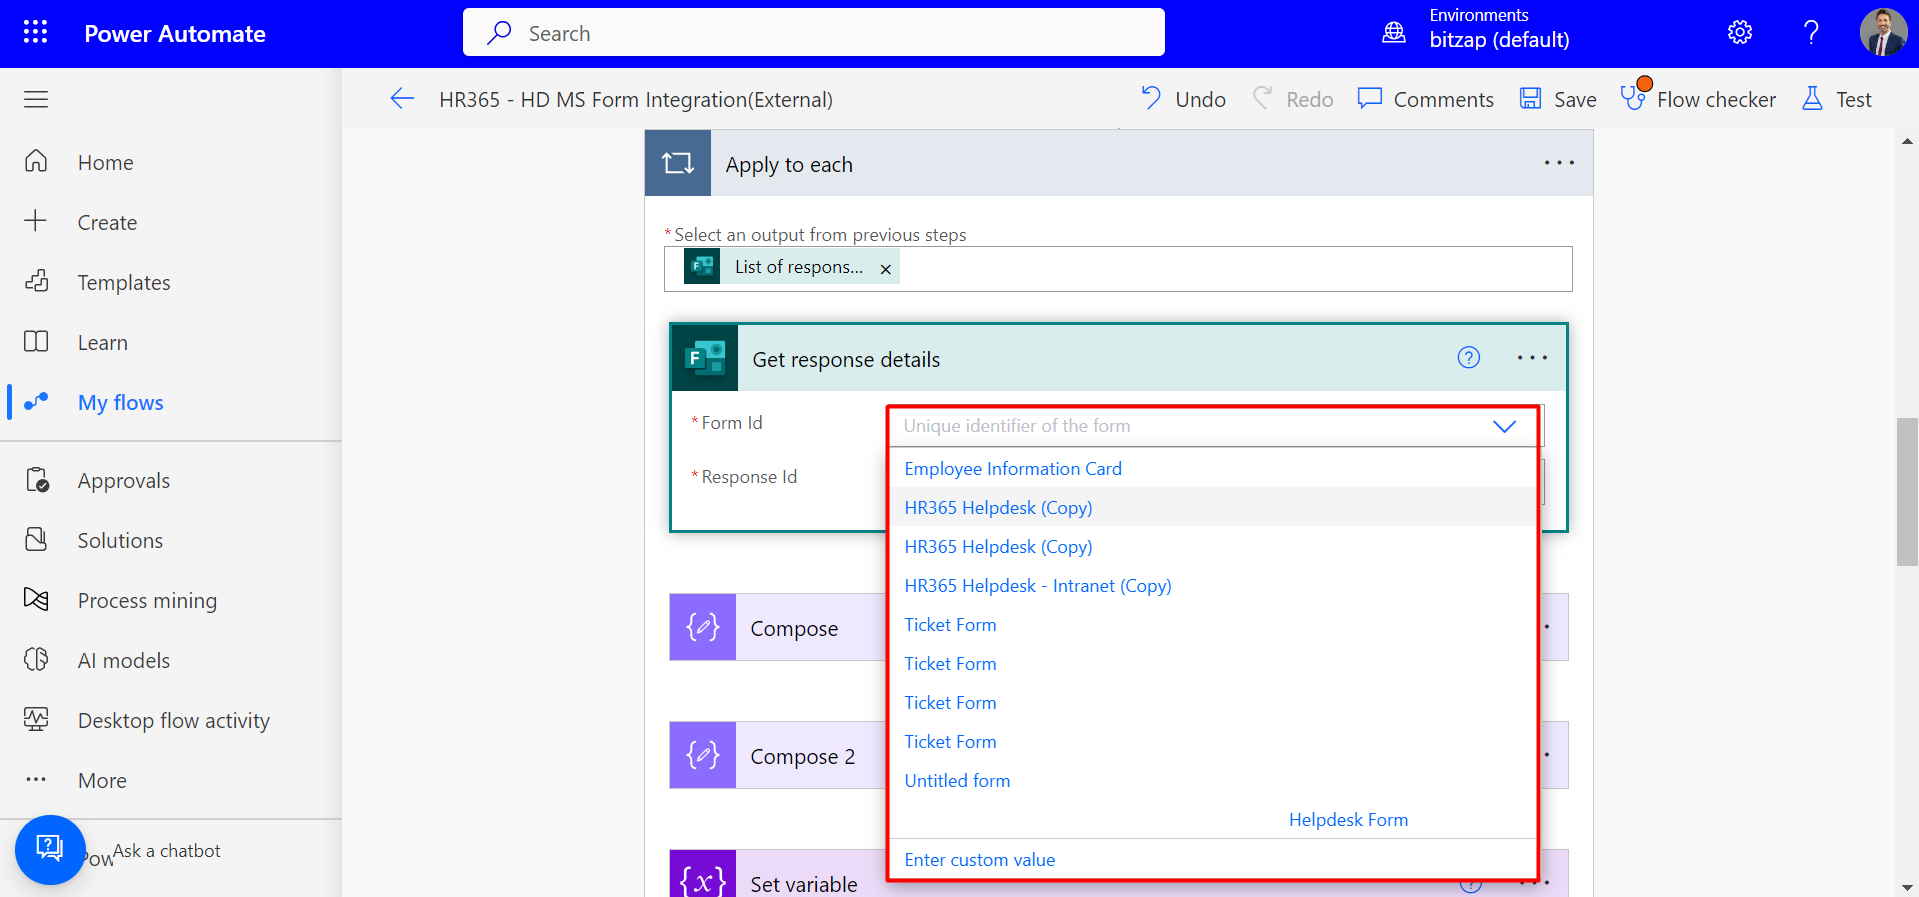 Power Automate
Search
Environments
bitzap (default)
HR365 - HD MS Form Integration(External)
Undo
Redo
Comments
Save
Flow checker
Test
Home
Create
Templates
Learn
My flows
Approvals
Solutions
Process mining
AI models
Desktop flow activity
More
Ask a chatbot
Apply to each
* Select an output from previous steps
List of respons... ×
Get response details
* Form Id
Unique identifier of the form
* Response Id
Employee Information Card
HR365 Helpdesk (Copy)
HR365 Helpdesk (Copy)
HR365 Helpdesk - Intranet (Copy)
Ticket Form
Ticket Form
Ticket Form
Ticket Form
Untitled form
Helpdesk Form
Enter custom value
Compose
Compose 2
Set variable